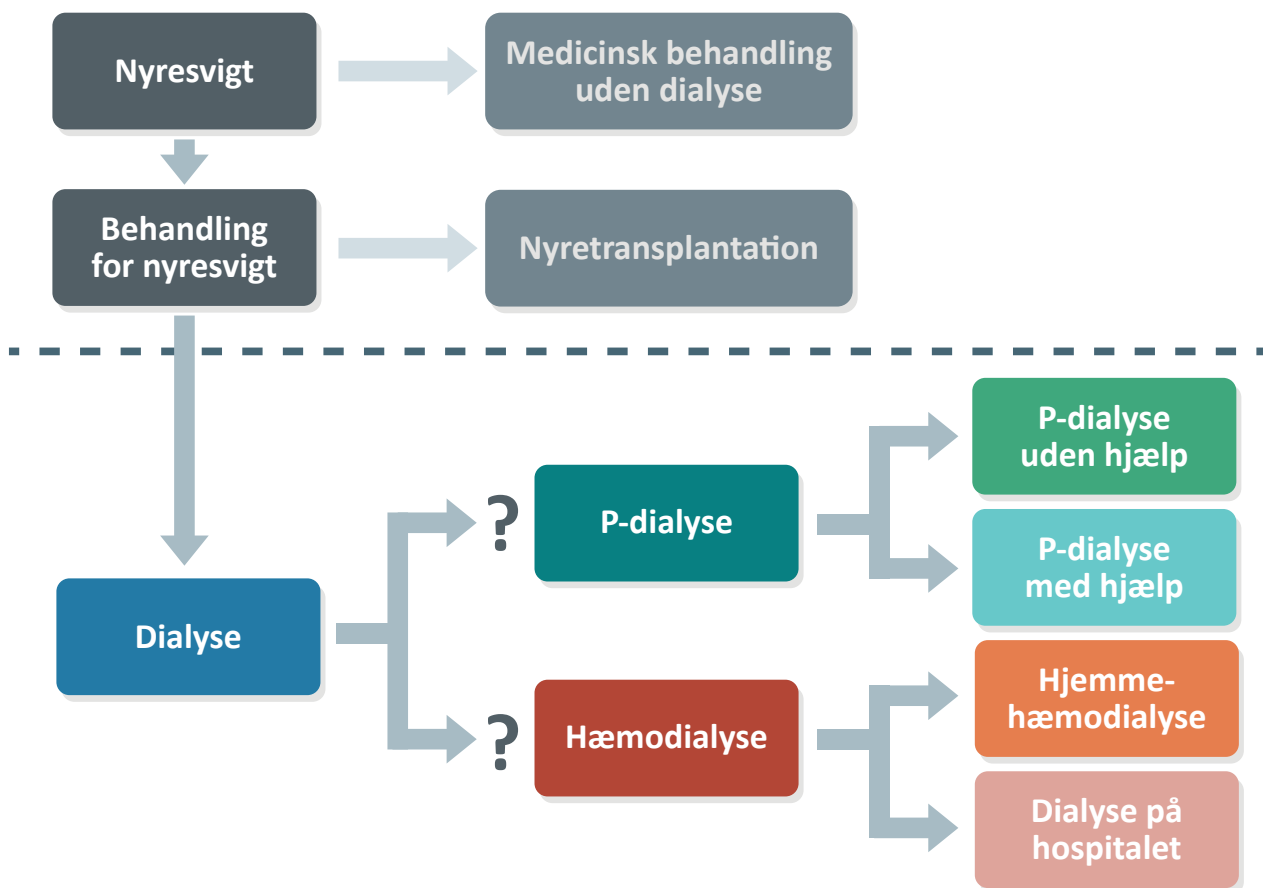 Nyresvigt
Medicinsk behandling
uden dialyse
Behandling
for nyresvigt
Nyretransplantation
Dialyse
?
P-dialyse
P-dialyse
uden hjælp
P-dialyse
med hjælp
?
Hæmodialyse
Hjemme-
hæmodialyse
Dialyse på
hospitalet